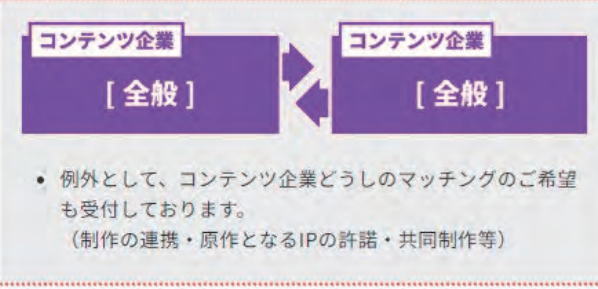 コンテンツ企業 コンテンツ企業
[ 全般 ] [ 全般 ]
• 例外として、コンテンツ企業どうしのマッチングのご希望
も受付しております。
（制作の連携・原作となるIPの許諾・共同制作等）